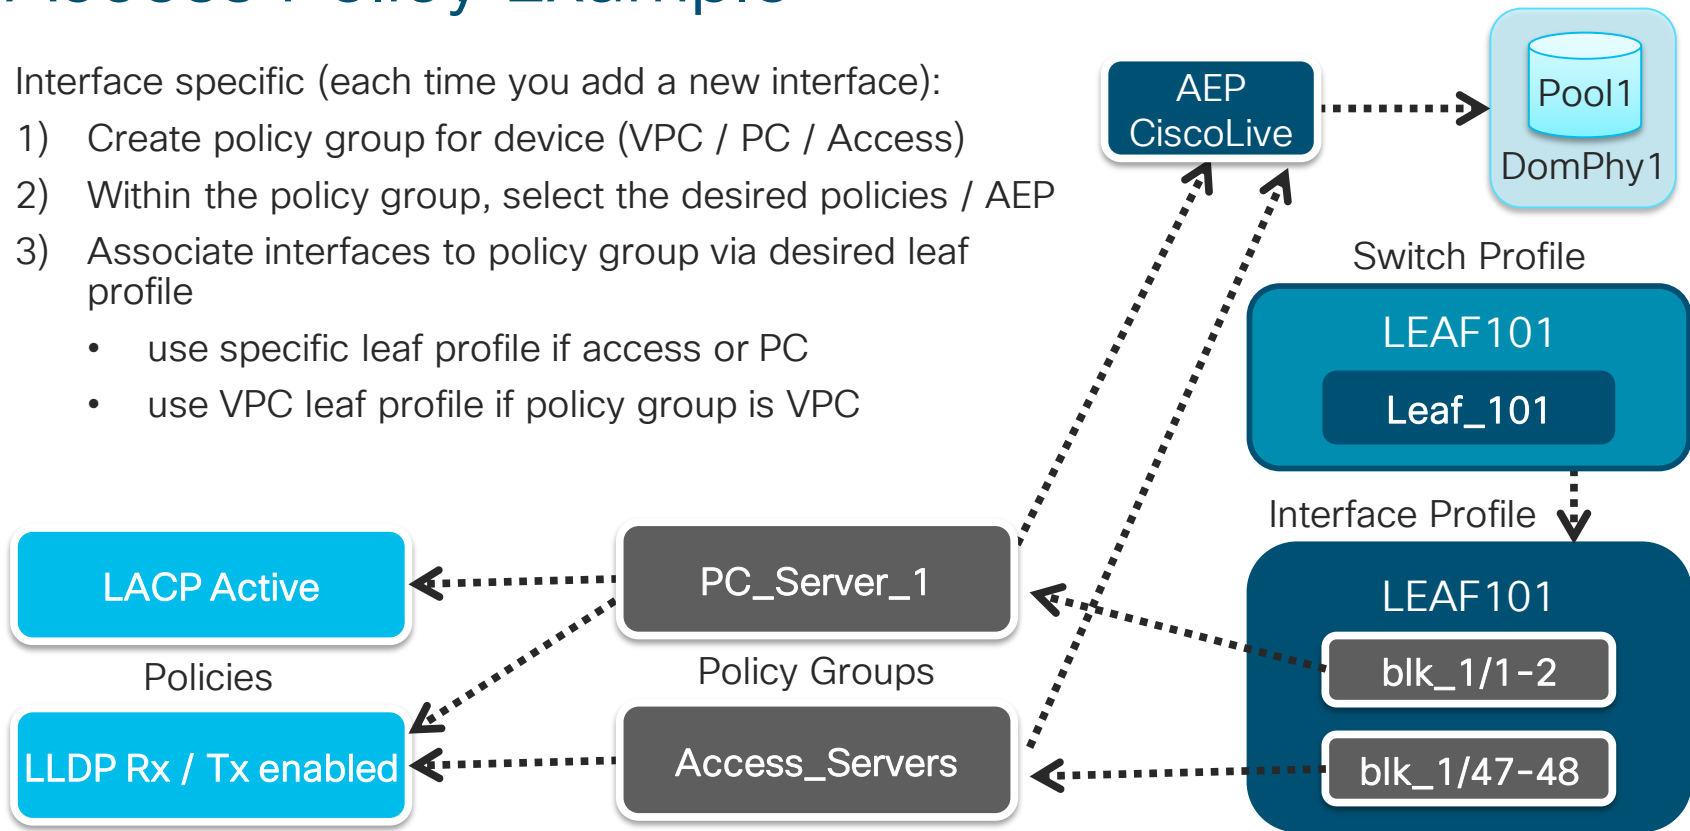 Access Policy Example
Interface specific (each time you add a new interface):
1) Create policy group for device (VPC / PC / Access)
2) Within the policy group, select the desired policies / AEP
3) Associate interfaces to policy group via desired leaf
profile
• use specific leaf profile if access or PC
• use VPC leaf profile if policy group is VPC
AEP
CiscoLive
Pool1
DomPhy1
Switch Profile
LEAF101
Leaf_101
Interface Profile
LEAF101
blk_1/1-2
blk_1/47-48
LACP Active
Policies
LLDP Rx / Tx enabled
PC_Server_1
Policy Groups
Access_Servers